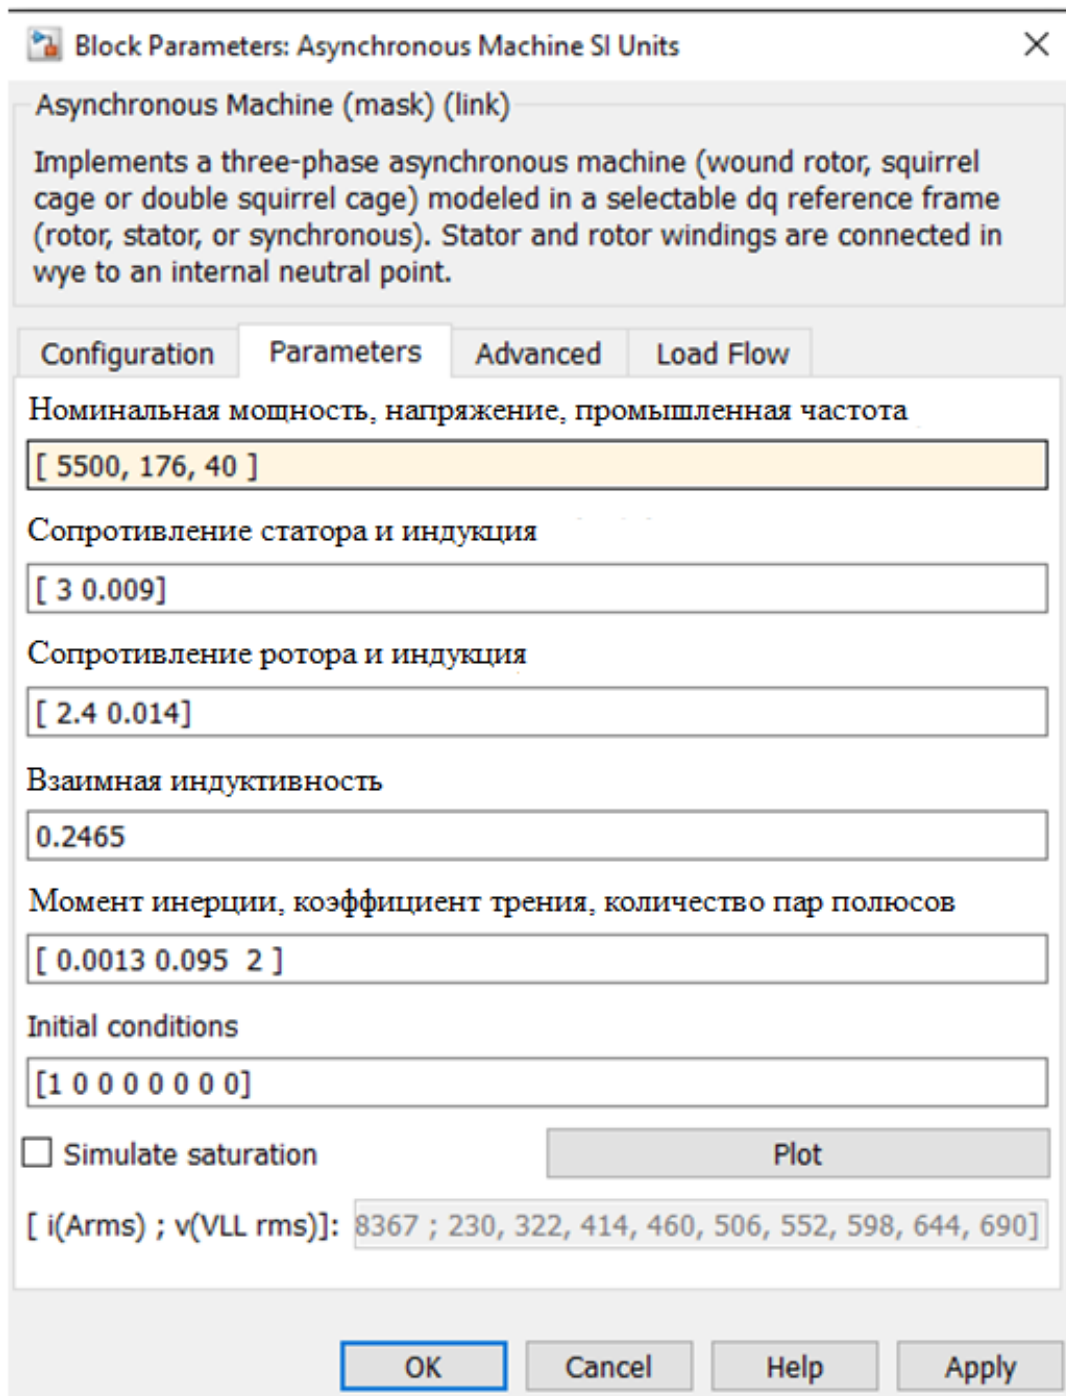 Block Parameters: Asynchronous Machine SI Units
Asynchronous Machine (mask) (link)
Implements a three-phase asynchronous machine (wound rotor, squirrel
cage or double squirrel cage) modeled in a selectable dq reference frame
(rotor, stator, or synchronous). Stator and rotor windings are connected in
wye to an internal neutral point.
Configuration Parameters Advanced Load Flow
Номинальная мощность, напряжение, промышленная частота
[ 5500, 176, 40 ]
Сопротивление статора и индукция
[ 3 0.009]
Сопротивление ротора и индукция
[ 2.4 0.014]
Взаимная индуктивность
0.2465
Момент инерции, коэффициент трения, количество пар полюсов
[ 0.0013 0.095  2 ]
Initial conditions
[1 0 0 0 0 0 0 0]
Simulate saturation Plot
[ i(Arms) ; v(VLL rms)]: 8367 ; 230, 322, 414, 460, 506, 552, 598, 644, 690]
OK Cancel Help Apply